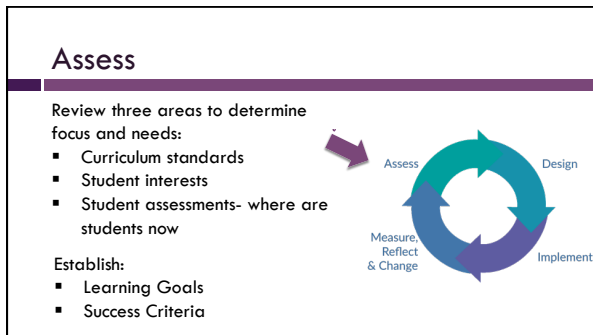 Assess
Review three areas to determine
focus and needs:
▪ Curriculum standards
▪ Student interests
▪ Student assessments- where are
students now
Establish:
▪ Learning Goals
▪ Success Criteria
Assess
Design
Implement
Measure,
Reflect
& Change